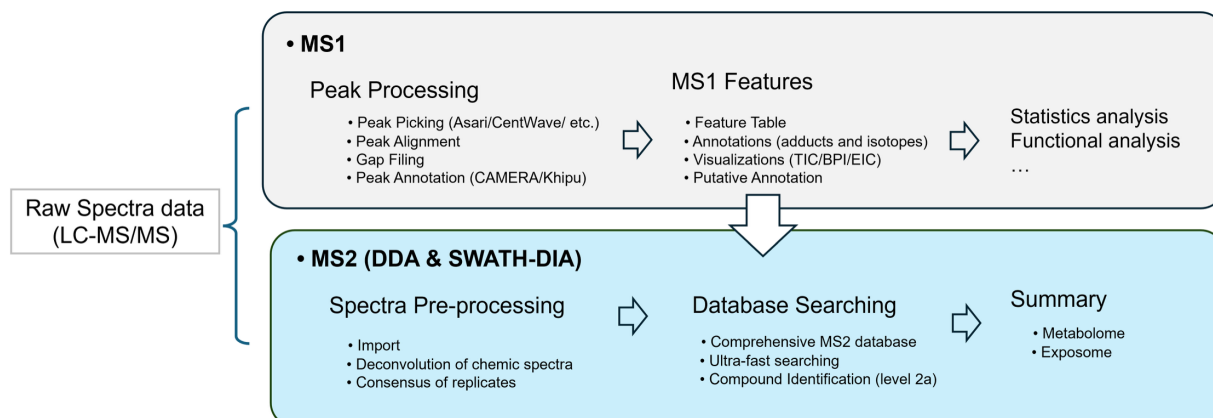 Raw Spectra data
(LC-MS/MS)
• MS1
Peak Processing
• Peak Picking (Asari/CentWave/ etc.)
• Peak Alignment
• Gap Filing
• Peak Annotation (CAMERA/Khipu)
MS1 Features
• Feature Table
• Annotations (adducts and isotopes)
• Visualizations (TIC/BPI/EIC)
• Putative Annotation
Statistics analysis
Functional analysis
…
• MS2 (DDA & SWATH-DIA)
Spectra Pre-processing
• Import
• Deconvolution of chemic spectra
• Consensus of replicates
Database Searching
• Comprehensive MS2 database
• Ultra-fast searching
• Compound Identification (level 2a)
Summary
• Metabolome
• Exposome